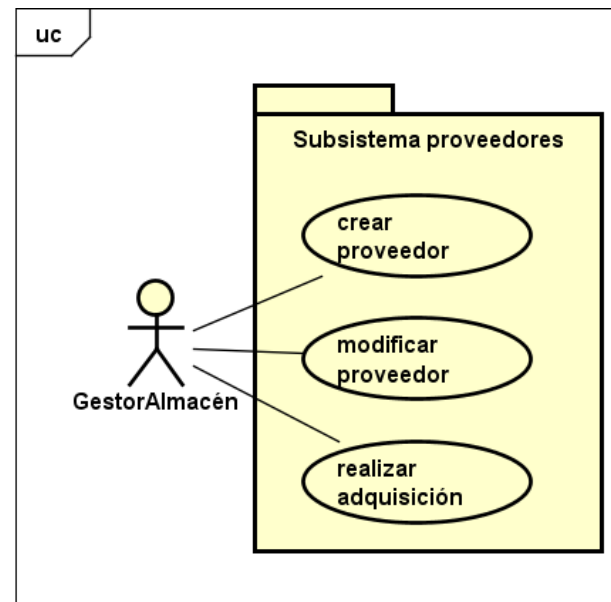 uc
Subsistema proveedores
crear
proveedor
modificar
proveedor
GestorAlmacén
realizar
adquisición